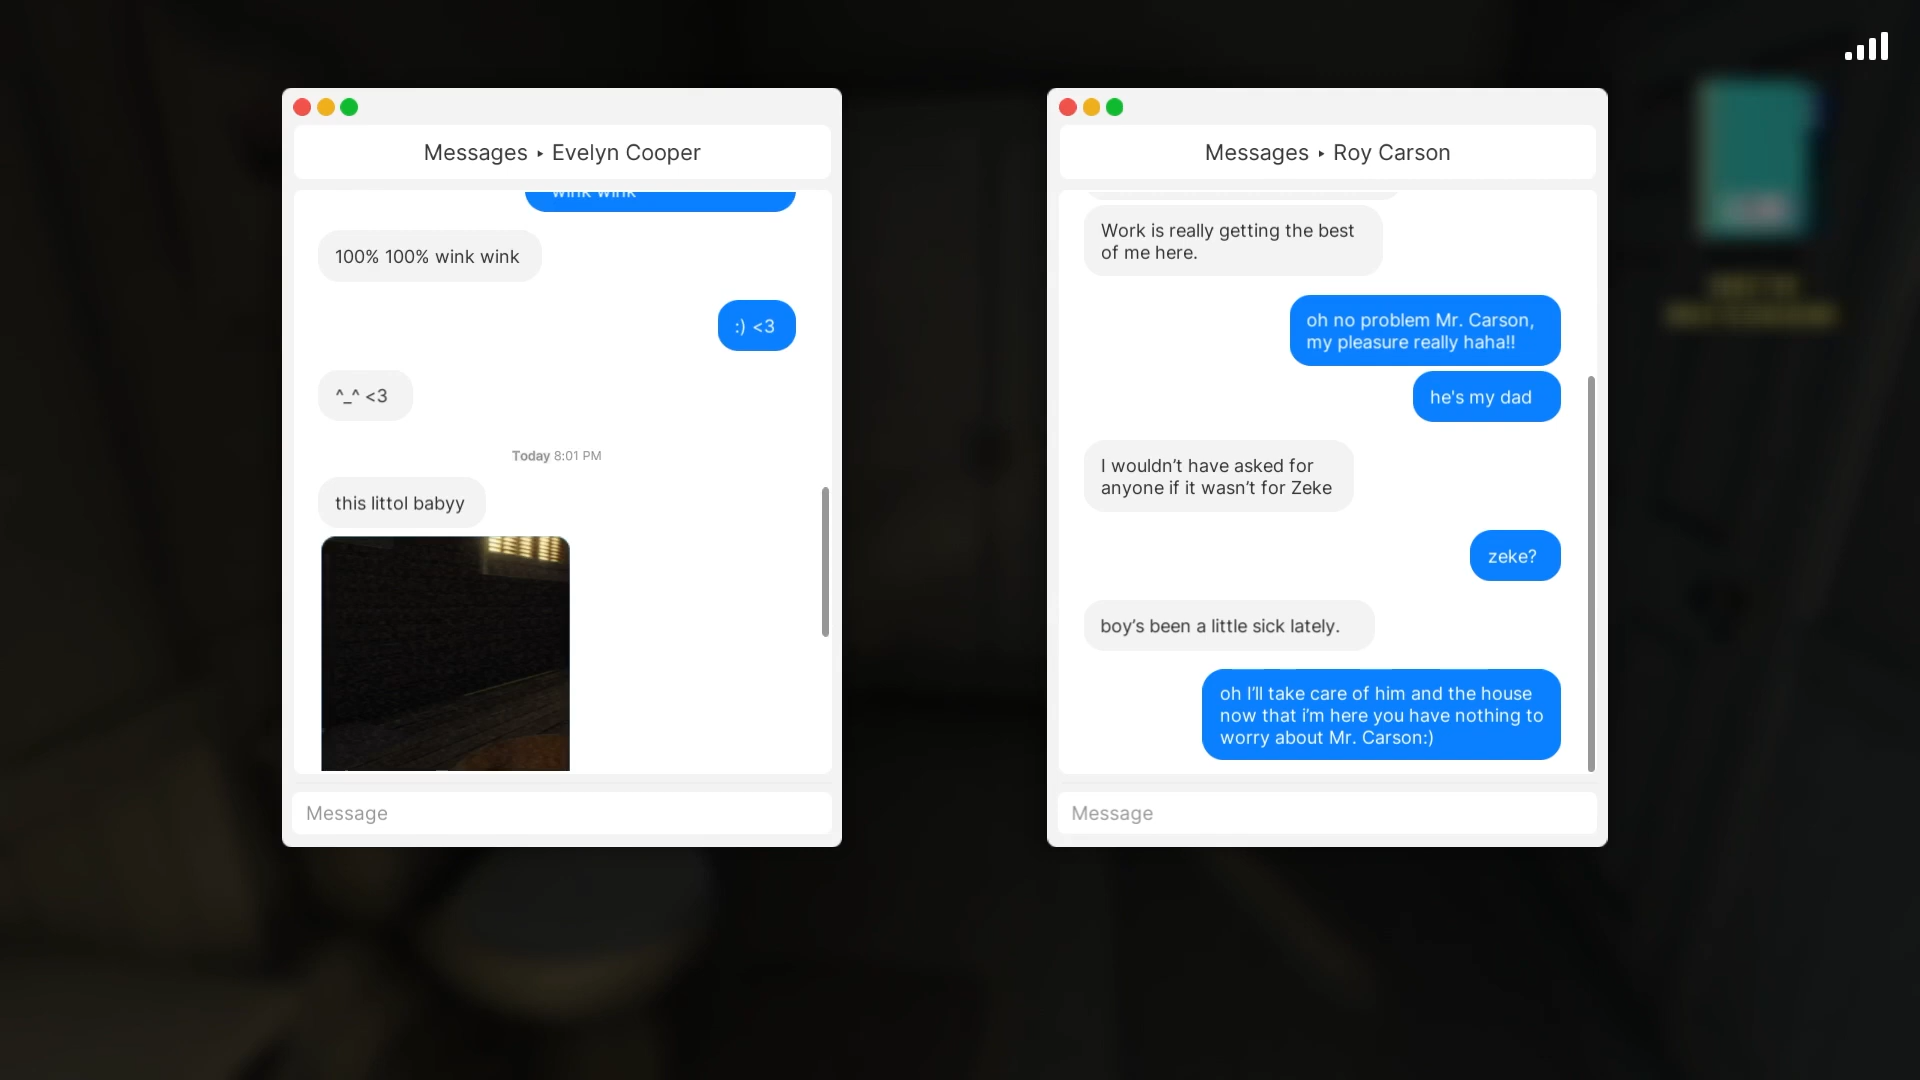 Messages ‣ Evelyn Cooper
wink wink
100% 100% wink wink
:) <3
^_^ <3
Today 8:01 PM
this littol babyy
Message
Messages ‣ Roy Carson
Work is really getting the best
of me here.
oh no problem Mr. Carson,
my pleasure really haha!!
he's my dad
I wouldn’t have asked for
anyone if it wasn’t for Zeke
zeke?
boy’s been a little sick lately.
oh I’ll take care of him and the house
now that i’m here you have nothing to
worry about Mr. Carson:)
Message